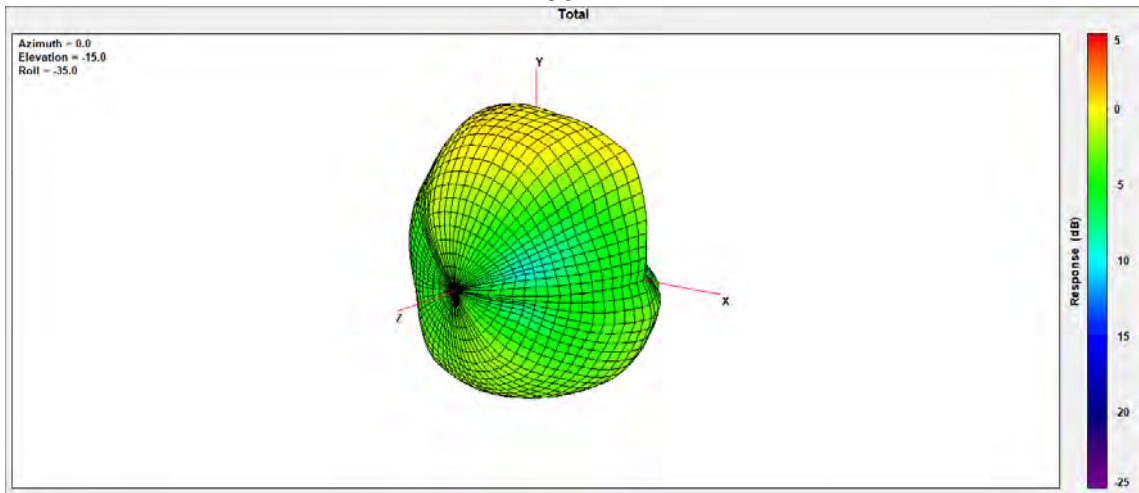 Total
Azimuth = 0.0
Elevation = -15.0
Roll = -35.0
Y
X
Z
5
0
-5
10
15
-20
-25
Response (dB)